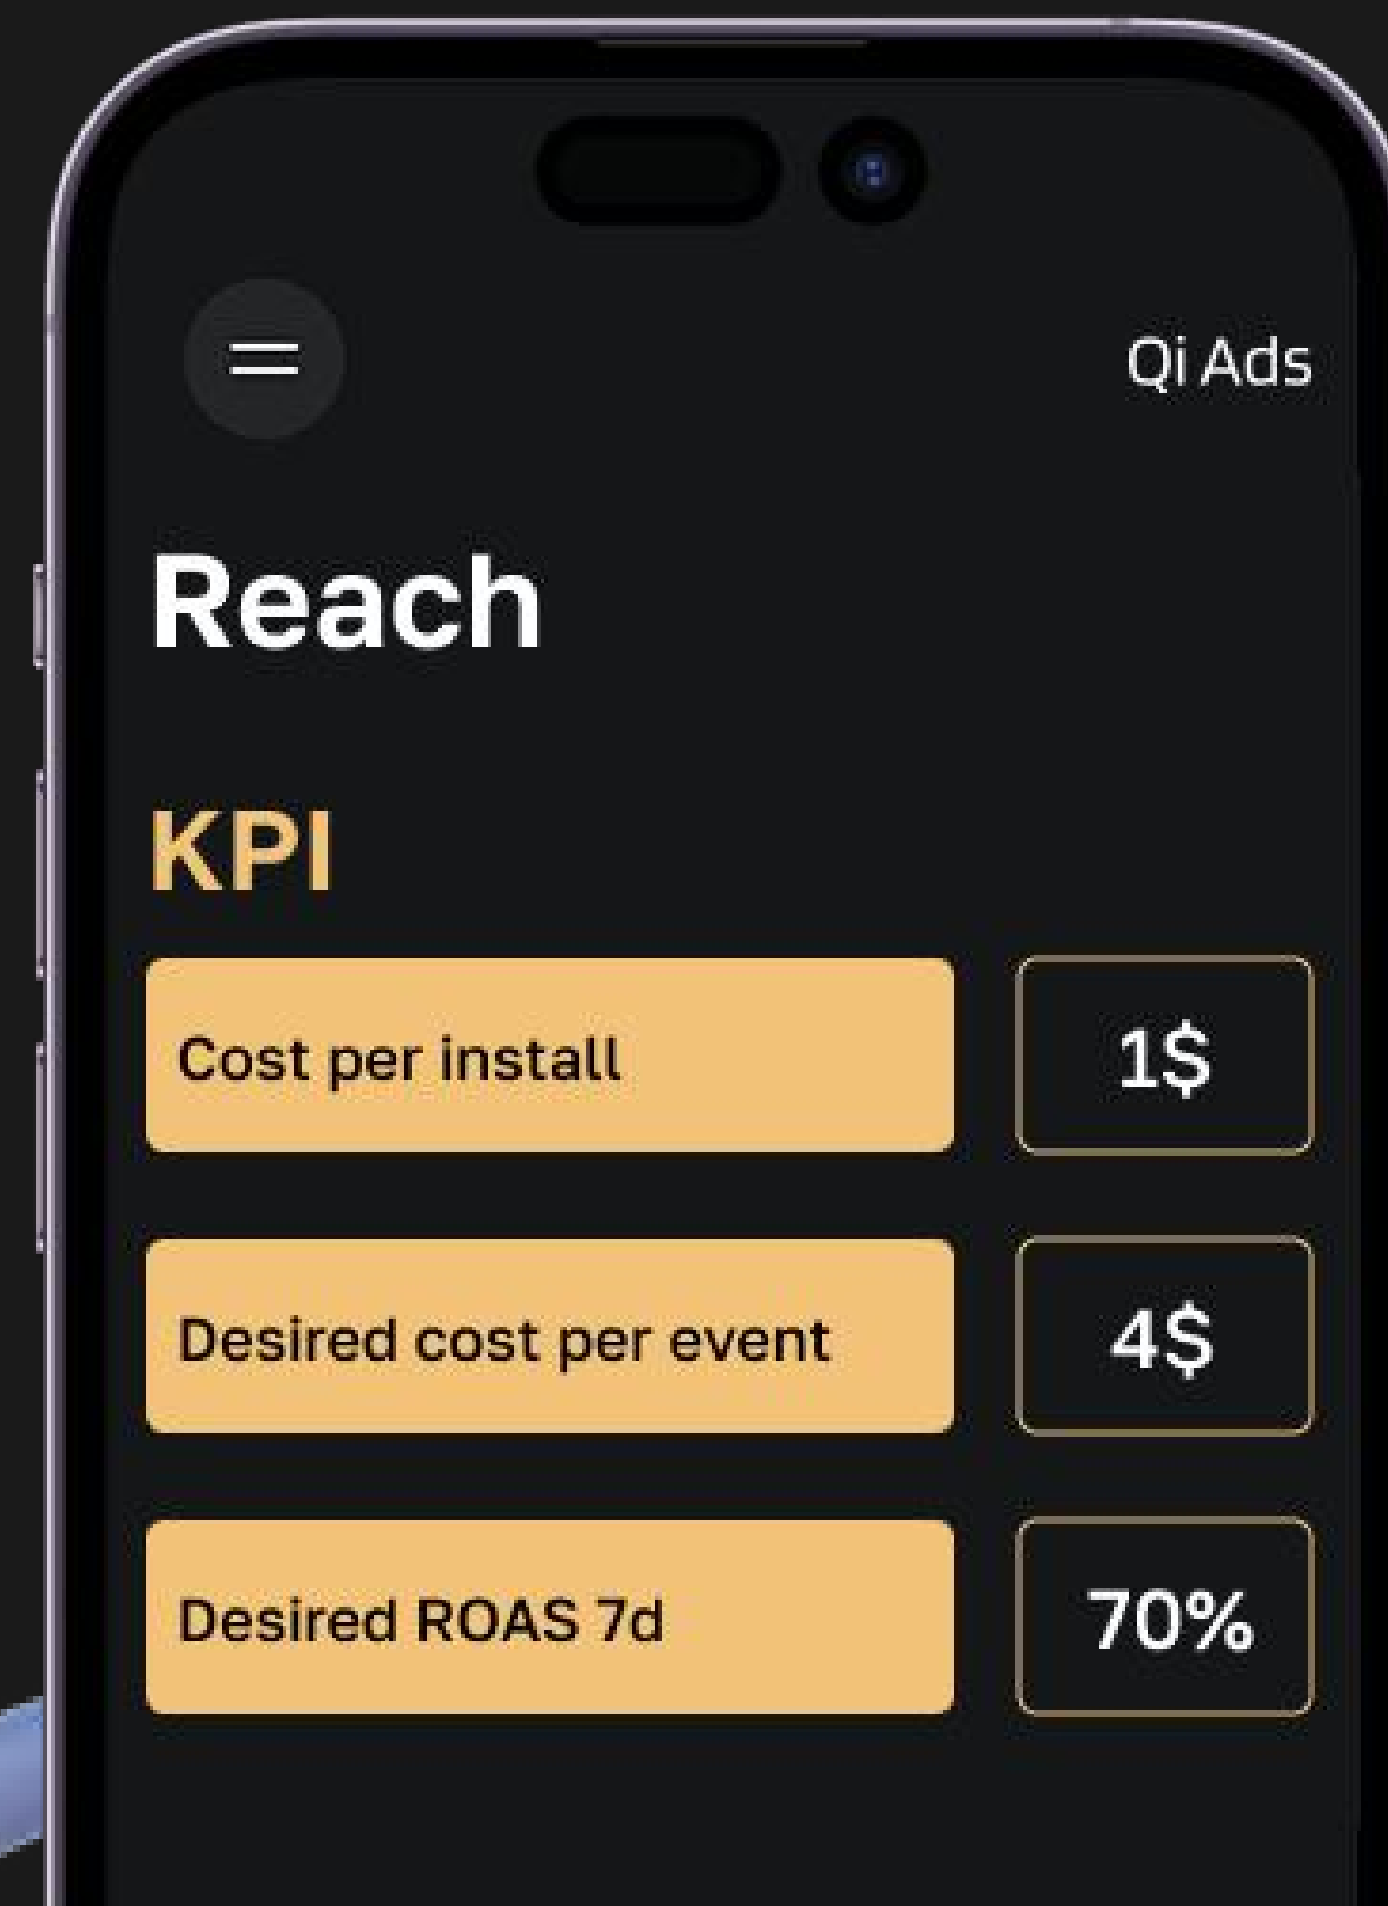 Qi Ads
Reach
KPI
Cost per install
1$
Desired cost per event
4$
Desired ROAS 7d
70%